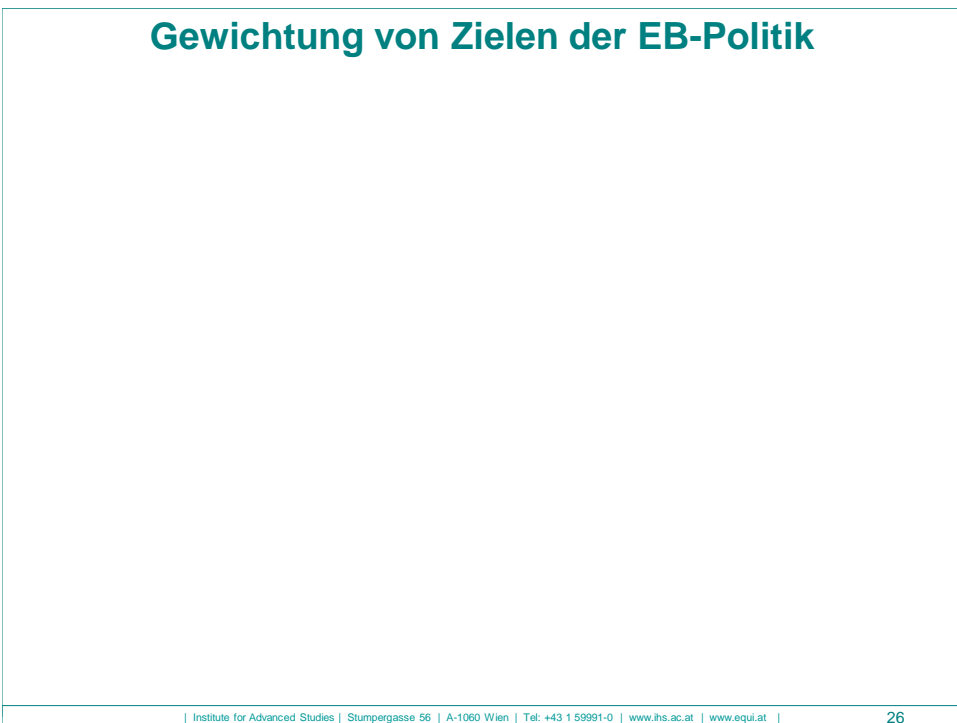 Gewichtung von Zielen der EB-Politik
| Institute for Advanced Studies | Stumpergasse 56 | A-1060 Wien | Tel: +43 1 59991-0 | www.ihs.ac.at | www.equi.at |
26